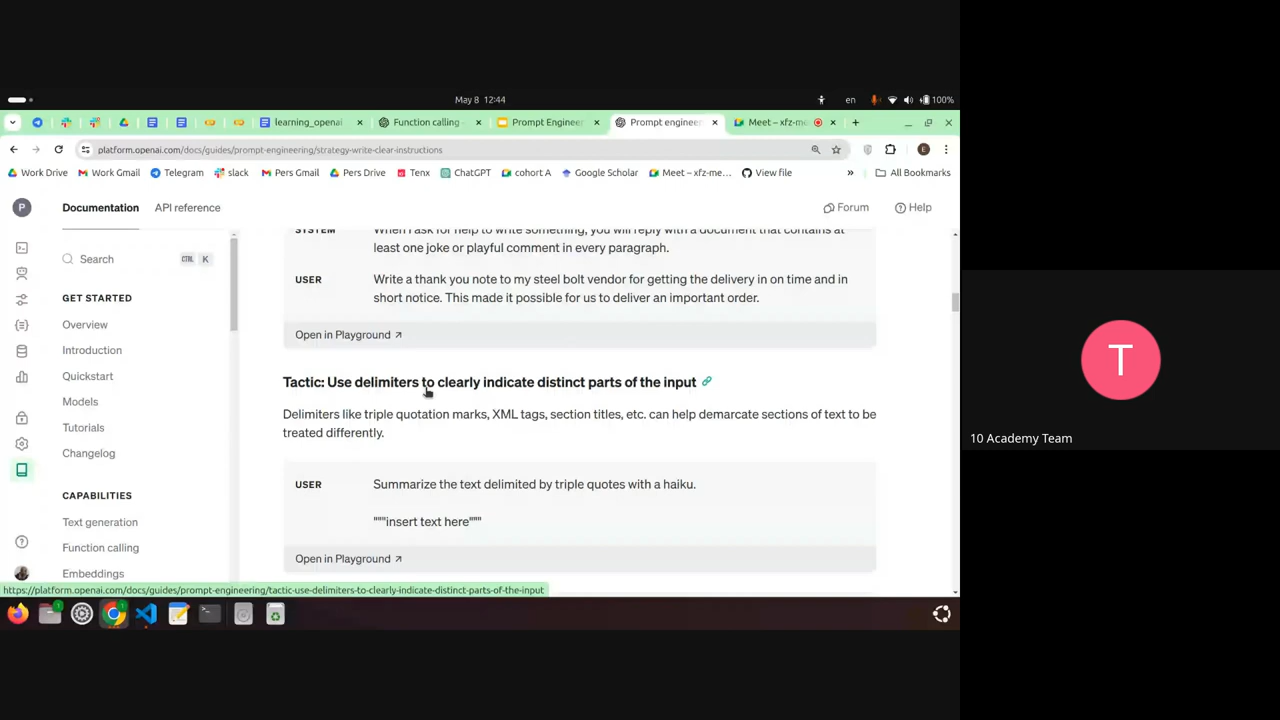 May 8 12:44
en
100%
learning_openai
Function calling
Prompt Engineer
Prompt engineer
Meet – xfz-m
platform.openai.com/docs/guides/prompt-engineering/strategy-write-clear-instructions
Work Drive
Work Gmail
Telegram
slack
Pers Gmail
Pers Drive
Tenx
ChatGPT
cohort A
Google Scholar
Meet – xfz-me...
View file
»
All Bookmarks
P
Documentation
API reference
Forum
Help
Search
CTRL K
GET STARTED
Overview
Introduction
Quickstart
Models
Tutorials
Changelog
CAPABILITIES
Text generation
Function calling
Embeddings
SYSTEM
When I ask for help to write something, you will reply with a document that contains at
least one joke or playful comment in every paragraph.
USER
Write a thank you note to my steel bolt vendor for getting the delivery in on time and in
short notice. This made it possible for us to deliver an important order.
Open in Playground ↗
Tactic: Use delimiters to clearly indicate distinct parts of the input
Delimiters like triple quotation marks, XML tags, section titles, etc. can help demarcate sections of text to be
treated differently.
USER
Summarize the text delimited by triple quotes with a haiku.
"""insert text here"""
Open in Playground ↗
https://platform.openai.com/docs/guides/prompt-engineering/tactic-use-delimiters-to-clearly-indicate-distinct-parts-of-the-input
T
10 Academy Team